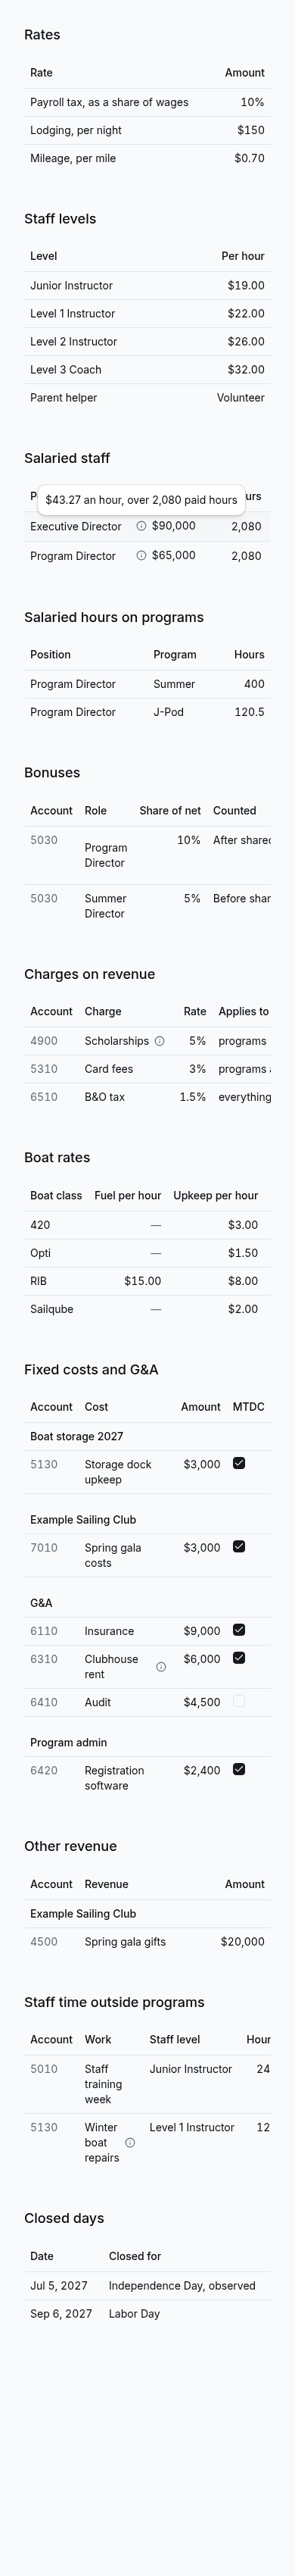 Rates
Rate Amount
Payroll tax, as a share of wages 10%
Lodging, per night $150
Mileage, per mile $0.70
Staff levels
Level Per hour
Junior Instructor $19.00
Level 1 Instructor $22.00
Level 2 Instructor $26.00
Level 3 Coach $32.00
Parent helper Volunteer
Salaried staff
$43.27 an hour, over 2,080 paid hours
Executive Director $90,000 2,080
Program Director $65,000 2,080
Salaried hours on programs
Position Program Hours
Program Director Summer 400
Program Director J-Pod 120.5
Bonuses
Account Role Share of net Counted
5030 10% After shared
Program
Director
5030 Summer 5% Before shar
Director
Charges on revenue
Account Charge Rate Applies to
4900 Scholarships 5% programs
5310 Card fees 3% programs
6510 B&O tax 1.5% everything
Boat rates
Boat class Fuel per hour Upkeep per hour
420 — $3.00
Opti — $1.50
RIB $15.00 $8.00
Sailqube — $2.00
Fixed costs and G&A
Account Cost Amount MTDC
Boat storage 2027
5130 Storage dock $3,000
upkeep
Example Sailing Club
7010 Spring gala $3,000
costs
G&A
6110 Insurance $9,000
6310 Clubhouse $6,000
rent
6410 Audit $4,500
Program admin
6420 Registration $2,400
software
Other revenue
Account Revenue Amount
Example Sailing Club
4500 Spring gala gifts $20,000
Staff time outside programs
Account Work Staff level Hour
5010 Staff Junior Instructor 24
training
week
5130 Winter Level 1 Instructor 12
boat
repairs
Closed days
Date Closed for
Jul 5, 2027 Independence Day, observed
Sep 6, 2027 Labor Day